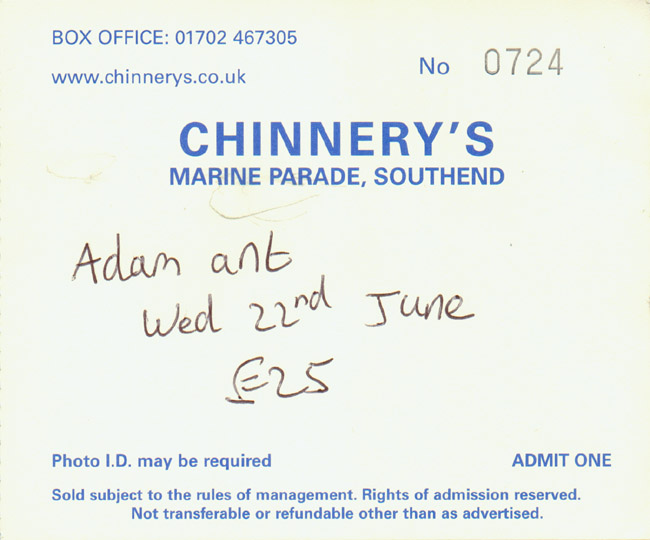 BOX OFFICE: 01702 467305
www.chinnerys.co.uk
No 0724
CHINNERY'S
MARINE PARADE, SOUTHEND
Adam ant
Wed 22nd June
£25
Photo I.D. may be required
ADMIT ONE
Sold subject to the rules of management. Rights of admission reserved.
Not transferable or refundable other than as advertised.